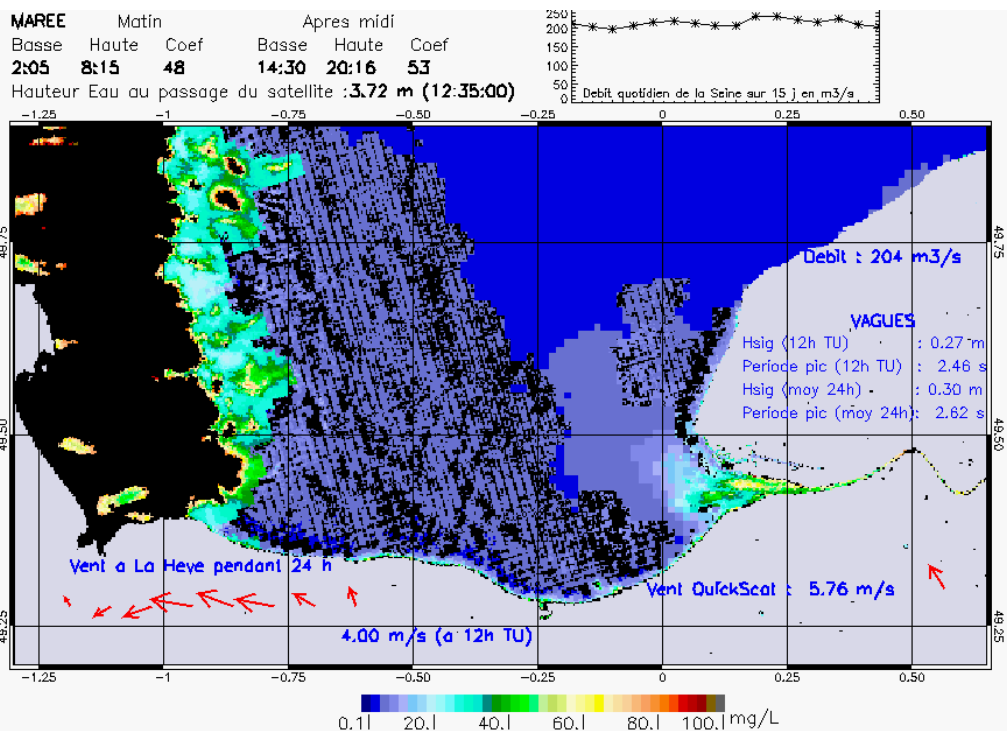 MAREE Matin Apres midi
Basse Haute Coef Basse Haute Coef
2:05 8:15 48 14:30 20:16 53
Hauteur Eau au passage du satellite : 3.72 m (12:35:00)
250
200
150
100
50
0
Debit quotidien de la Seine sur 15 j en m3/s
−1.25 −1 −0.75 −0.50 −0.25 0 0.25 0.50
49.75 49.75
Debit : 204 m3/s
VAGUES
Hsig (12h TU) : 0.27 m
Periode pic (12h TU) : 2.46 s
Hsig (moy 24h) : 0.30 m
Periode pic (moy 24h): 2.62 s
49.50 49.50
Vent a La Heve pendant 24 h
Vent QuickScat : 5.76 m/s
4.00 m/s (a 12h TU)
49.25 49.25
−1.25 −1 −0.75 −0.50 −0.25 0 0.25 0.50
0.1| 20.| 40.| 60.| 80.| 100.| mg/L